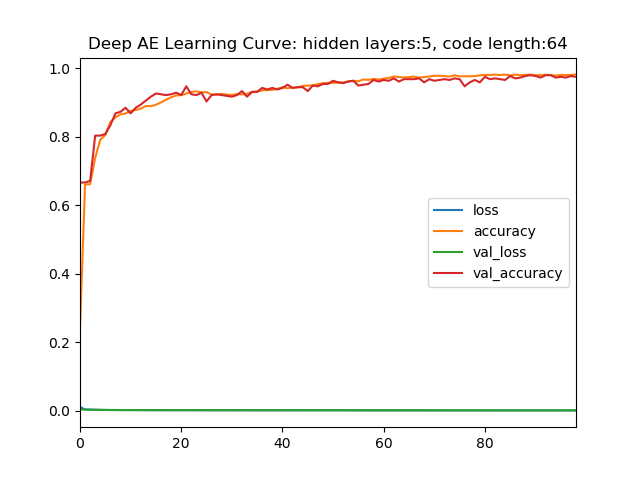 Deep AE Learning Curve: hidden layers:5, code length:64
1.0
0.8
0.6
0.4
0.2
0.0
loss
accuracy
val_loss
val_accuracy
0 20 40 60 80